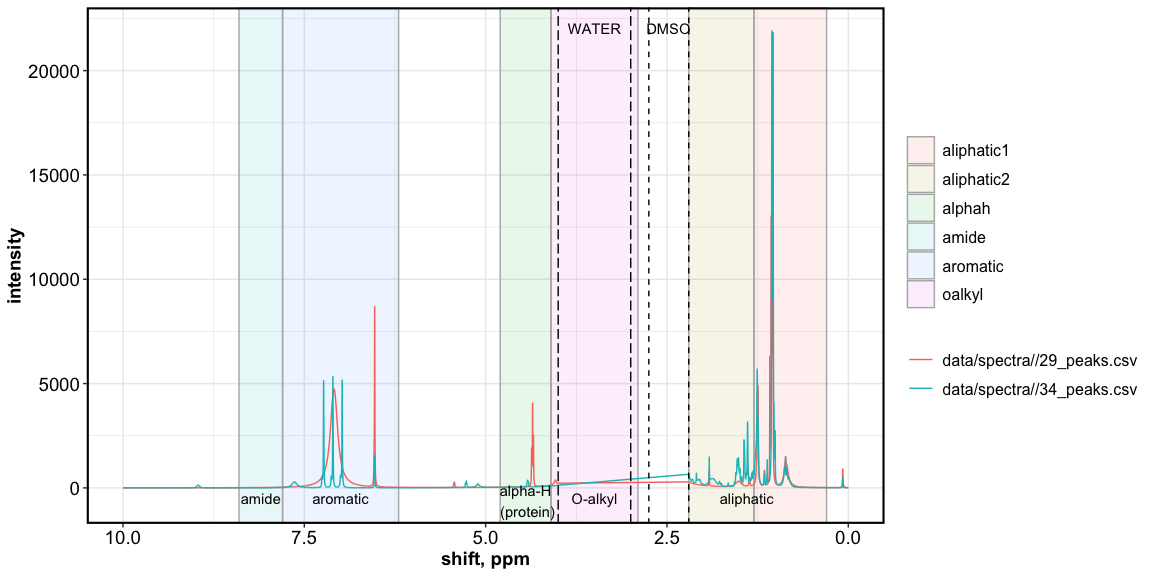 WATER
DMSO
20000
15000
10000
5000
0
intensity
amide
aromatic
alpha-H
(protein)
O-alkyl
aliphatic
10.0
7.5
5.0
2.5
0.0
shift, ppm
aliphatic1
aliphatic2
alphah
amide
aromatic
oalkyl
data/spectra//29_peaks.csv
data/spectra//34_peaks.csv